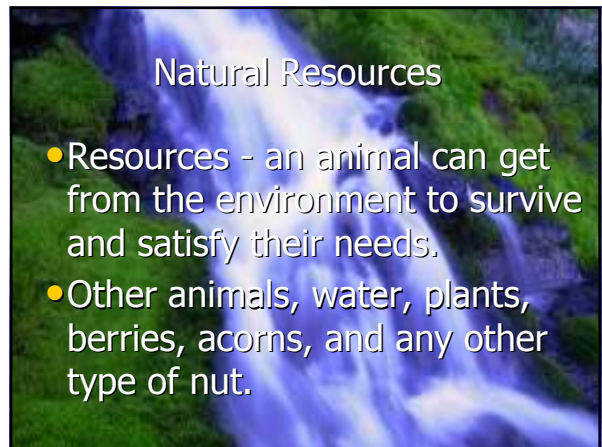 Natural Resources
•Resources - an animal can get
from the environment to survive
and satisfy their needs.
•Other animals, water, plants,
berries, acorns, and any other
type of nut.